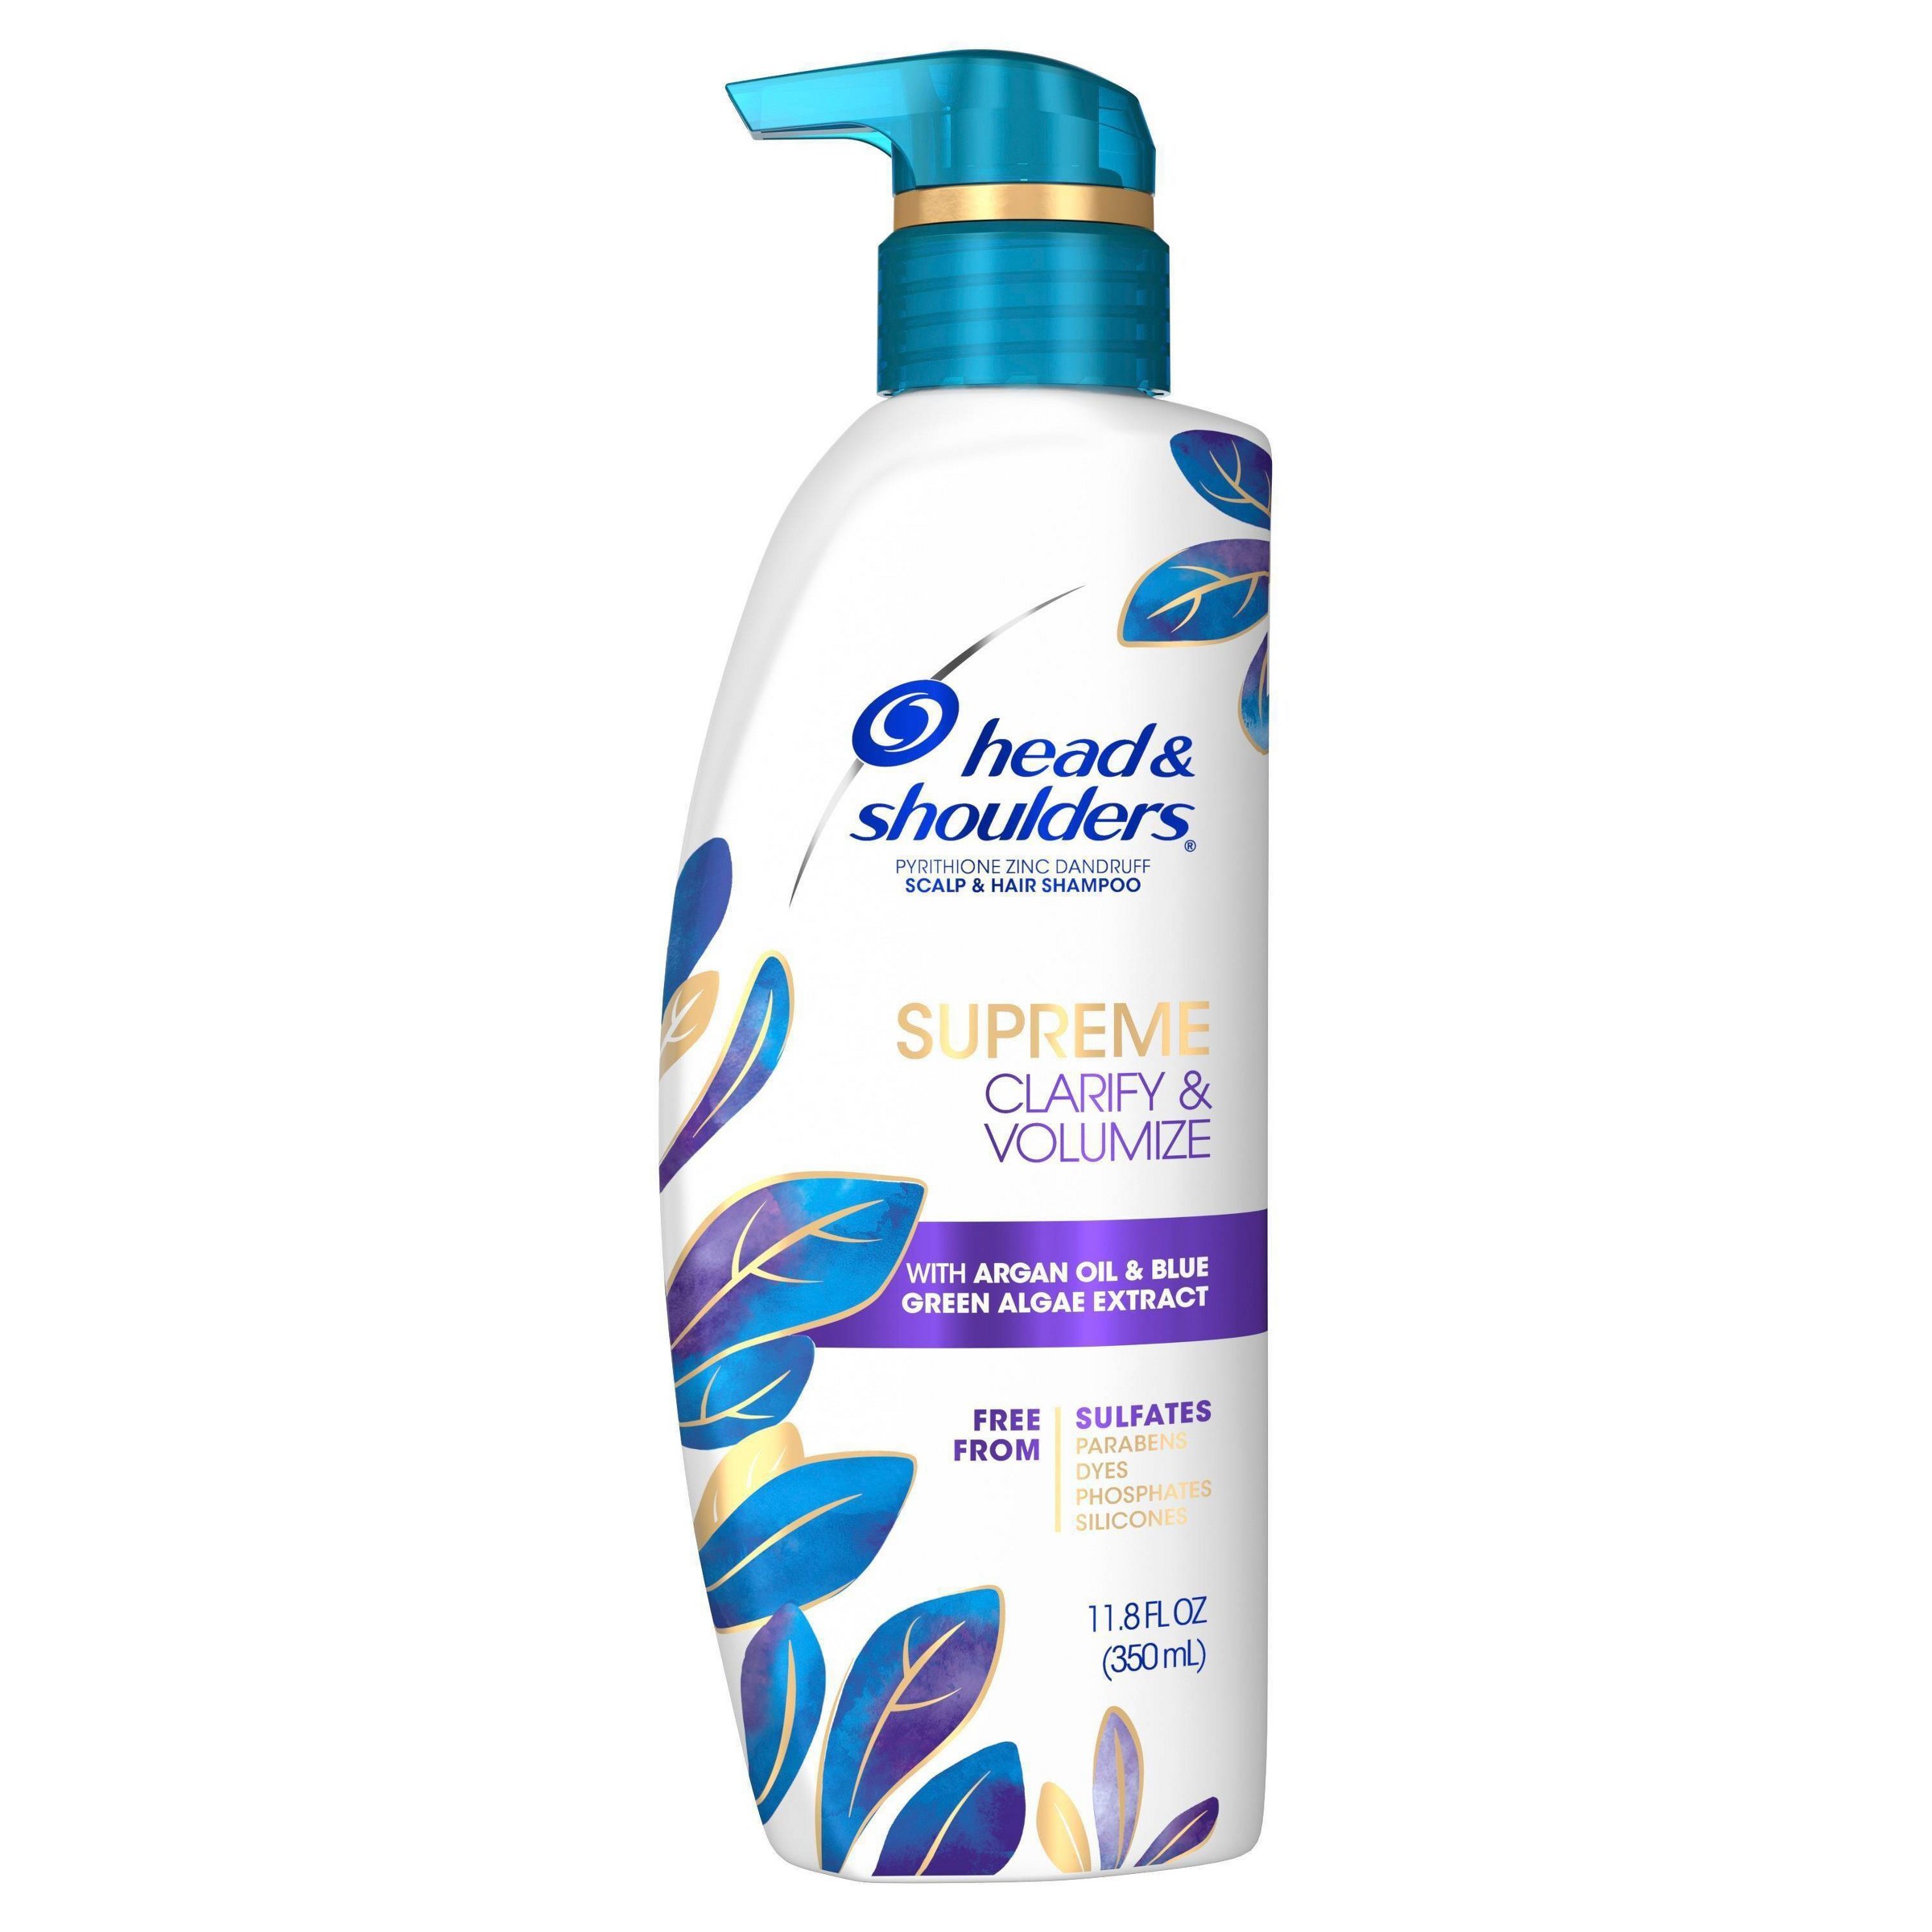 head &
shoulders®
PYRITHIONE ZINC DANDRUFF
SCALP & HAIR SHAMPOO
SUPREME
CLARIFY &
VOLUMIZE
WITH ARGAN OIL & BLUE
GREEN ALGAE EXTRACT
FREE
FROM
SULFATES
PARABENS
DYES
PHOSPHATES
SILICONES
11.8 FL OZ
(350 mL)